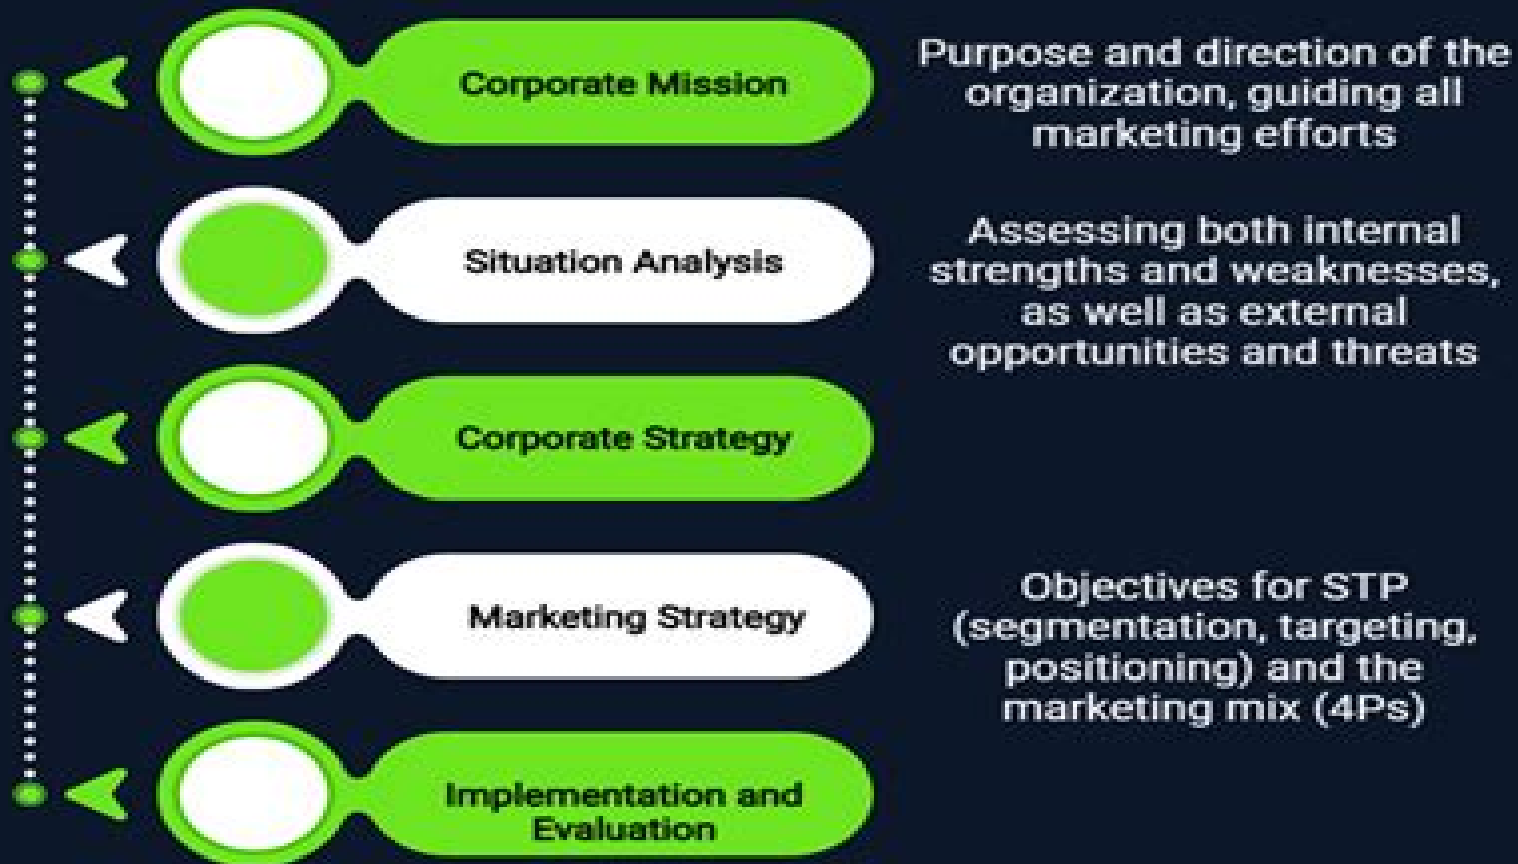 Corporate Mission
Purpose and direction of the
organization, guiding all
marketing efforts
Situation Analysis
Assessing both internal
strengths and weaknesses,
as well as external
opportunities and threats
Corporate Strategy
Marketing Strategy
Objectives for STP
(segmentation, targeting,
positioning) and the
marketing mix (4Ps)
Implementation and
Evaluation